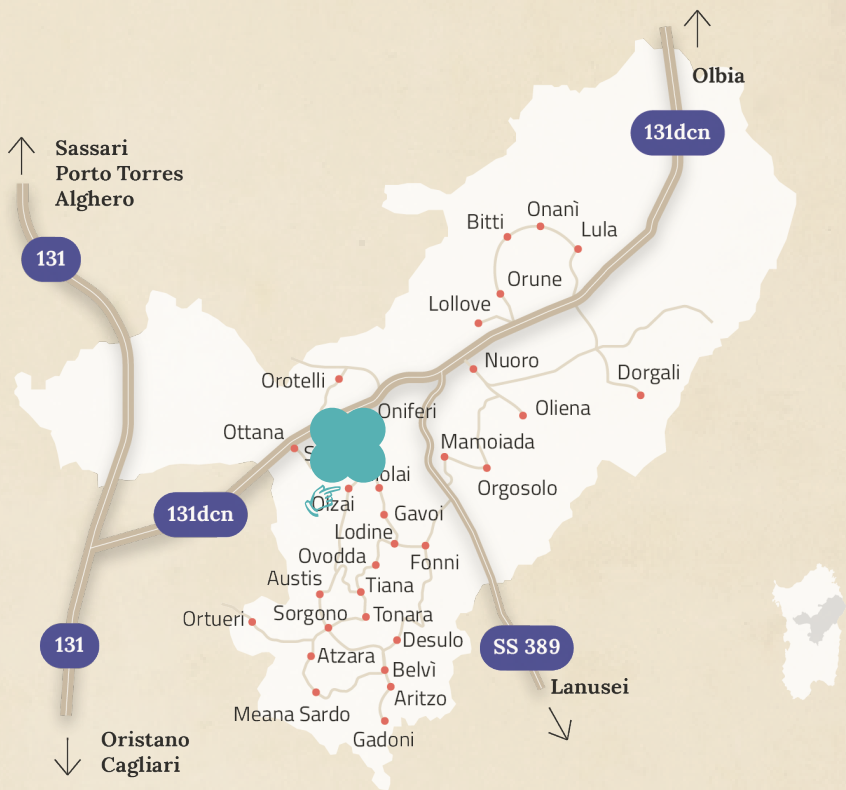 Olbia
131dcn
Sassari
Porto Torres
Alghero
131
Onanì
Bitti
Lula
Orune
Lollove
Nuoro
Orotelli
Dorgali
Oniferi
Oliena
Ottana
Mamoiada
Orgosolo
Olzai
131dcn
Gavoi
Lodine
Ovodda
Fonni
Austis
Tiana
Ortueri
Sorgono
Tonara
Desulo
131
SS 389
Atzara
Belvì
Lanusei
Aritzo
Meana Sardo
Gadoni
Oristano
Cagliari